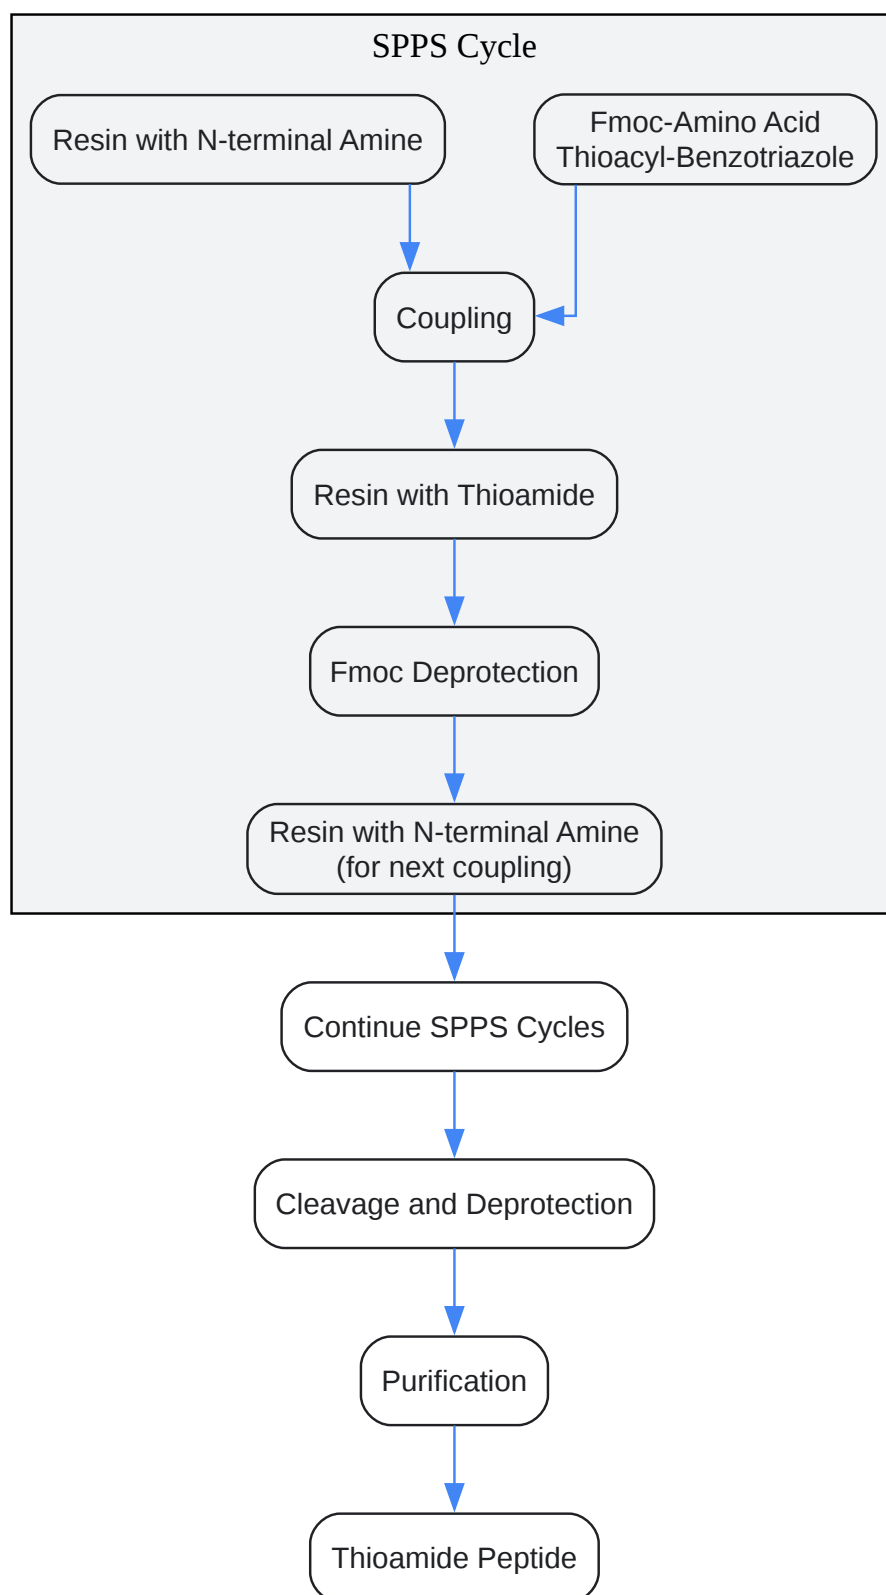 SPPS Cycle
Resin with N-terminal Amine
Fmoc-Amino Acid
Thioacyl-Benzotriazole
Coupling
Resin with Thioamide
Fmoc Deprotection
Resin with N-terminal Amine
(for next coupling)
Continue SPPS Cycles
Cleavage and Deprotection
Purification
Thioamide Peptide